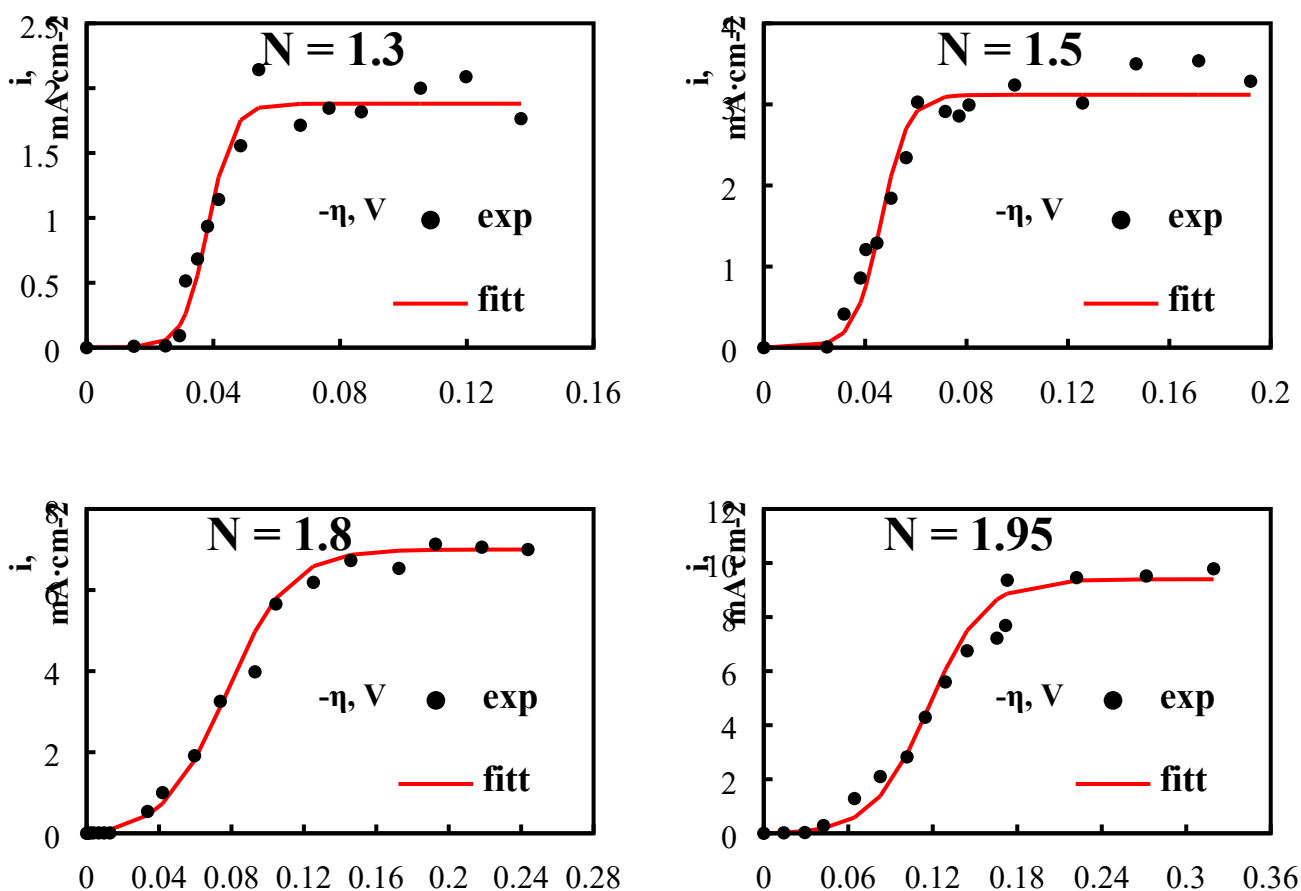 2.5
i,
mA·cm-2
N = 1.3
2
1.5
-η, V
exp
1
0.5
fitt
0
0 0.04 0.08 0.12 0.16
4
i,
mA·cm-2
N = 1.5
3
2
-η, V
exp
1
fitt
0
0 0.04 0.08 0.12 0.16 0.2
8
i,
mA·cm-2
N = 1.8
6
4
-η, V
exp
2
fitt
0
0 0.04 0.08 0.12 0.16 0.2 0.24 0.28
12
i,
mA·cm-2
N = 1.95
10
8
6
-η, V
exp
4
2
fitt
0
0 0.06 0.12 0.18 0.24 0.3 0.36